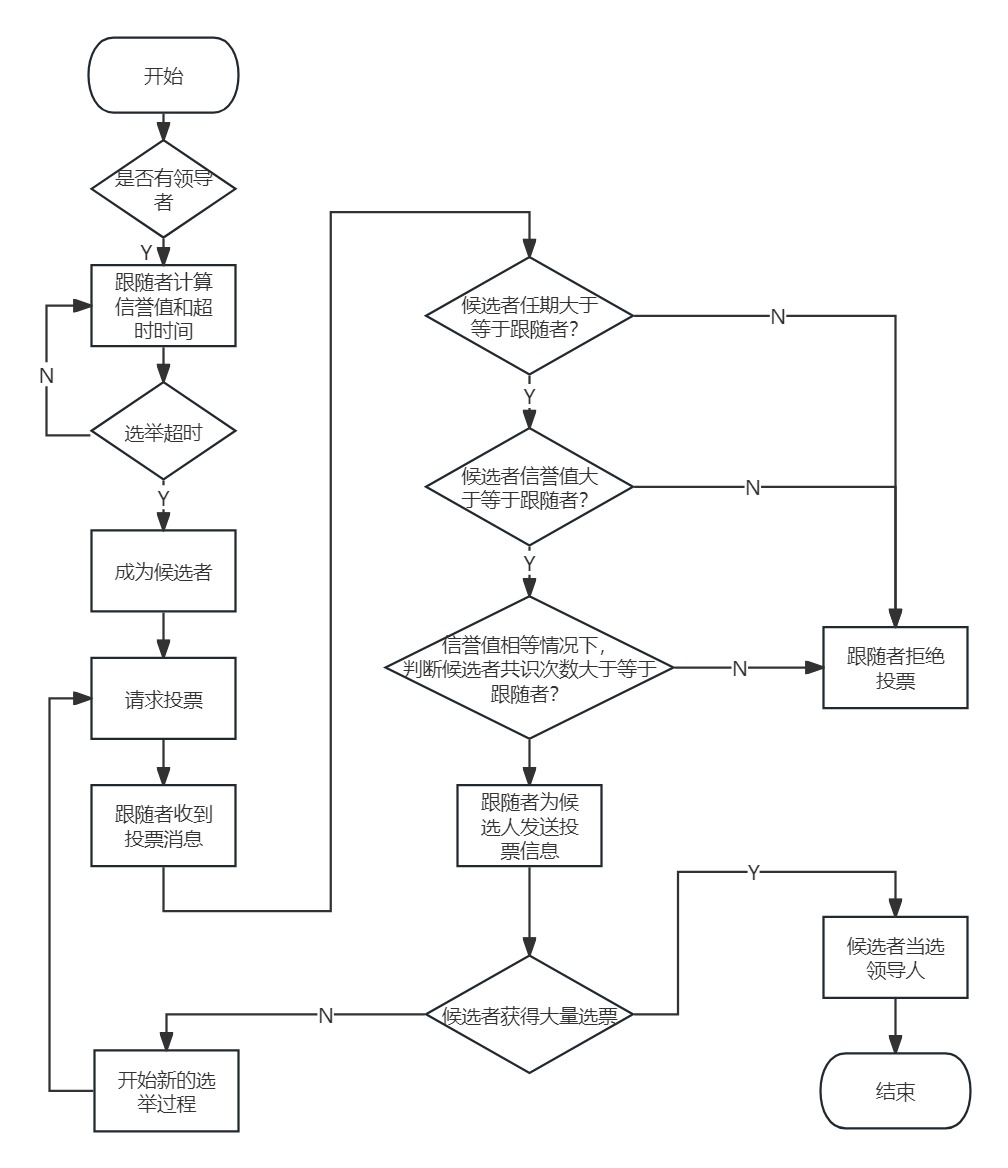 开始
是否有领导
者
Y
跟随者计算
信誉值和超
时时间
N
选举超时
Y
成为候选者
请求投票
跟随者收到
投票消息
候选者任期大于
等于跟随者?
N
Y
候选者信誉值大
于等于跟随者?
N
Y
信誉值相等情况下，
判断候选者共识次数大于等于
跟随者?
N
跟随者拒绝
投票
跟随者为候
选人发送投
票信息
Y
候选者当选
领导人
候选者获得大量选票
N
开始新的选
举过程
结束